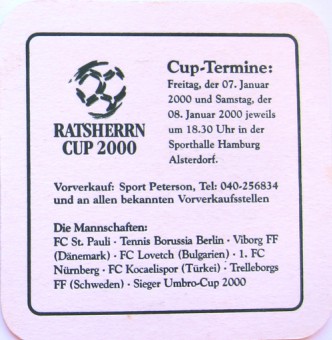 Cup-Termine:
Freitag, der 07. Januar
2000 und Samstag, der
08. Januar 2000 jeweils
um 18.30 Uhr in der
Sporthalle Hamburg
Alsterdorf.
RATSHERRN
CUP 2000
Vorverkauf: Sport Peterson, Tel: 040-256834
und an allen bekannten Vorverkaufsstellen
Die Mannschaften:
FC St. Pauli · Tennis Borussia Berlin · Viborg FF
(Dänemark) · FC Lovetch (Bulgarien) · 1. FC
Nürnberg · FC Kocaelispor (Türkei) · Trelleborgs
FF (Schweden) · Sieger Umbro-Cup 2000